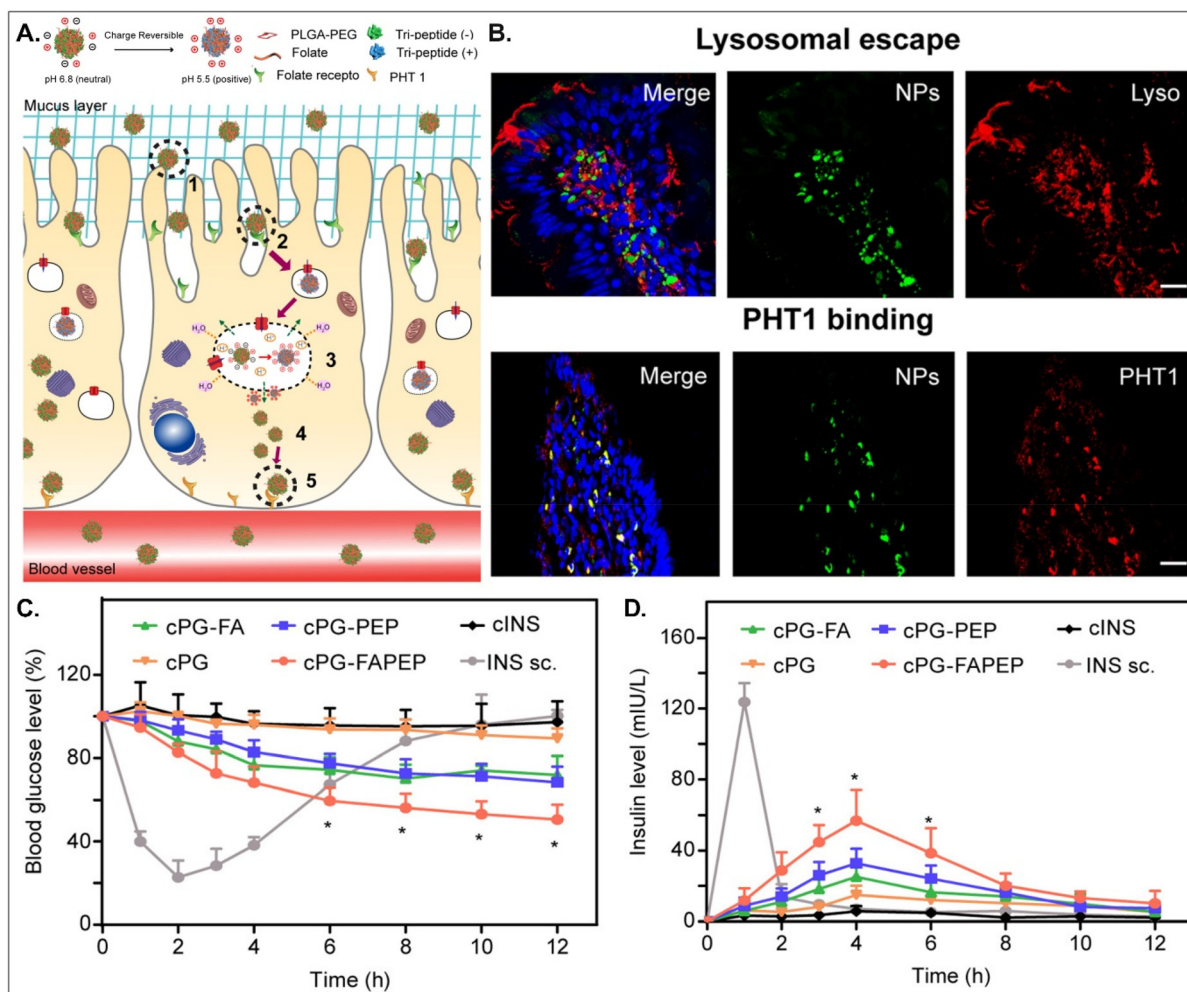 A.
Charge Reversible
pH 6.8 (neutral)
pH 5.5 (positive)
PLGA-PEG
Tri-peptide (-)
Folate
Tri-peptide (+)
Folate recepto
PHT 1
Mucus layer
1
2
H₂O
H₂O
H⁺
H⁺
3
H⁺
H₂O
H₂O
4
5
Blood vessel
B.
Lysosomal escape
Merge
NPs
Lyso
PHT1 binding
Merge
NPs
PHT1
C.
cPG-FA
cPG-PEP
cINS
cPG
cPG-FAPEP
INS sc.
Blood glucose level (%)
120
80
40
0
* * * *
0 2 4 6 8 10 12
Time (h)
D.
cPG-FA
cPG-PEP
cINS
cPG
cPG-FAPEP
INS sc.
Insulin level (mIU/L)
160
120
80
40
0
* * *
0 2 4 6 8 10 12
Time (h)